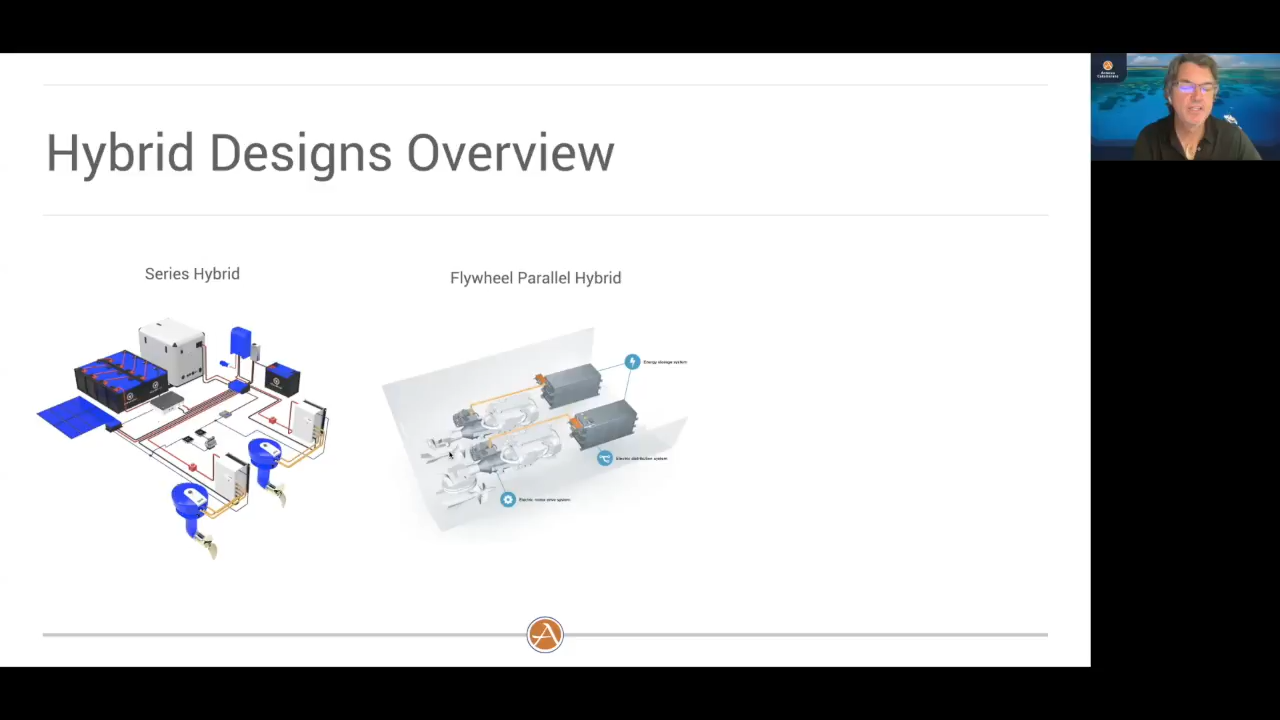 Hybrid Designs Overview
Series Hybrid
Flywheel Parallel Hybrid
Energy storage system
Electric distribution system
Electric motor drive system